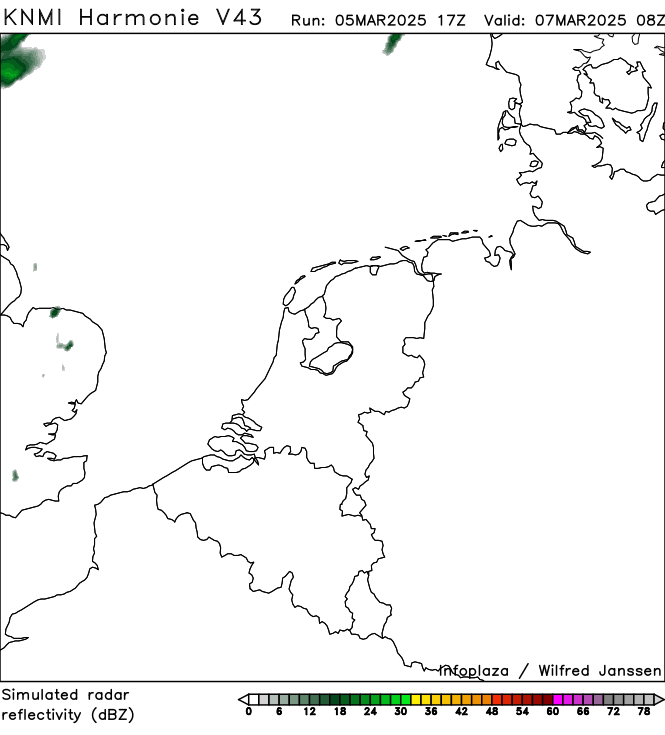 KNMI Harmonie V43 Run: 05MAR2025 17Z Valid: 07MAR2025 08Z
infoplaza / Wilfred Janssen
Simulated radar
reflectivity (dBZ)
0 6 12 18 24 30 36 42 48 54 60 66 72 78